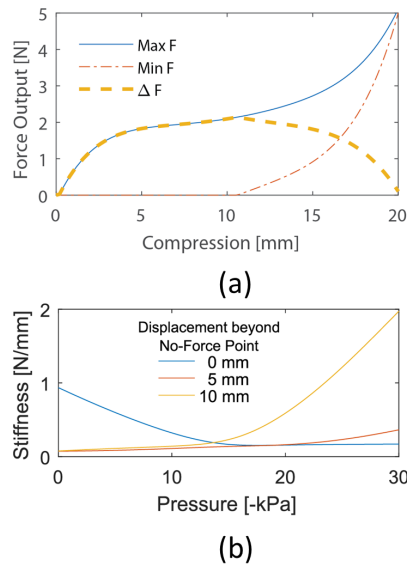 Force Output [N]
5
4
3
2
1
0
Max F
Min F
Δ F
0 5 10 15 20
Compression [mm]
(a)
Stiffness [N/mm]
2
1
0
Displacement beyond
No-Force Point
0 mm
5 mm
10 mm
0 10 20 30
Pressure [-kPa]
(b)